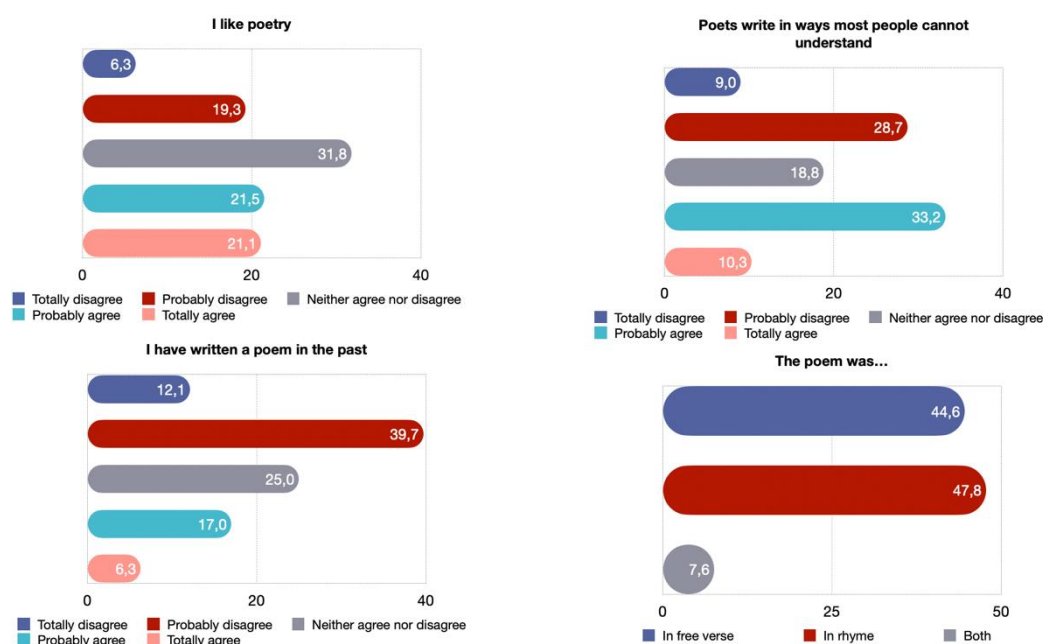 I like poetry
6,3
19,3
31,8
21,5
21,1
0 20 40
Totally disagree Probably disagree Neither agree nor disagree
Probably agree Totally agree
Poets write in ways most people cannot
understand
9,0
28,7
18,8
33,2
10,3
0 20 40
Totally disagree Probably disagree Neither agree nor disagree
Probably agree Totally agree
I have written a poem in the past
12,1
39,7
25,0
17,0
6,3
0 20 40
Totally disagree Probably disagree Neither agree nor disagree
Probably agree Totally agree
The poem was...
44,6
47,8
7,6
0 25 50
In free verse In rhyme Both